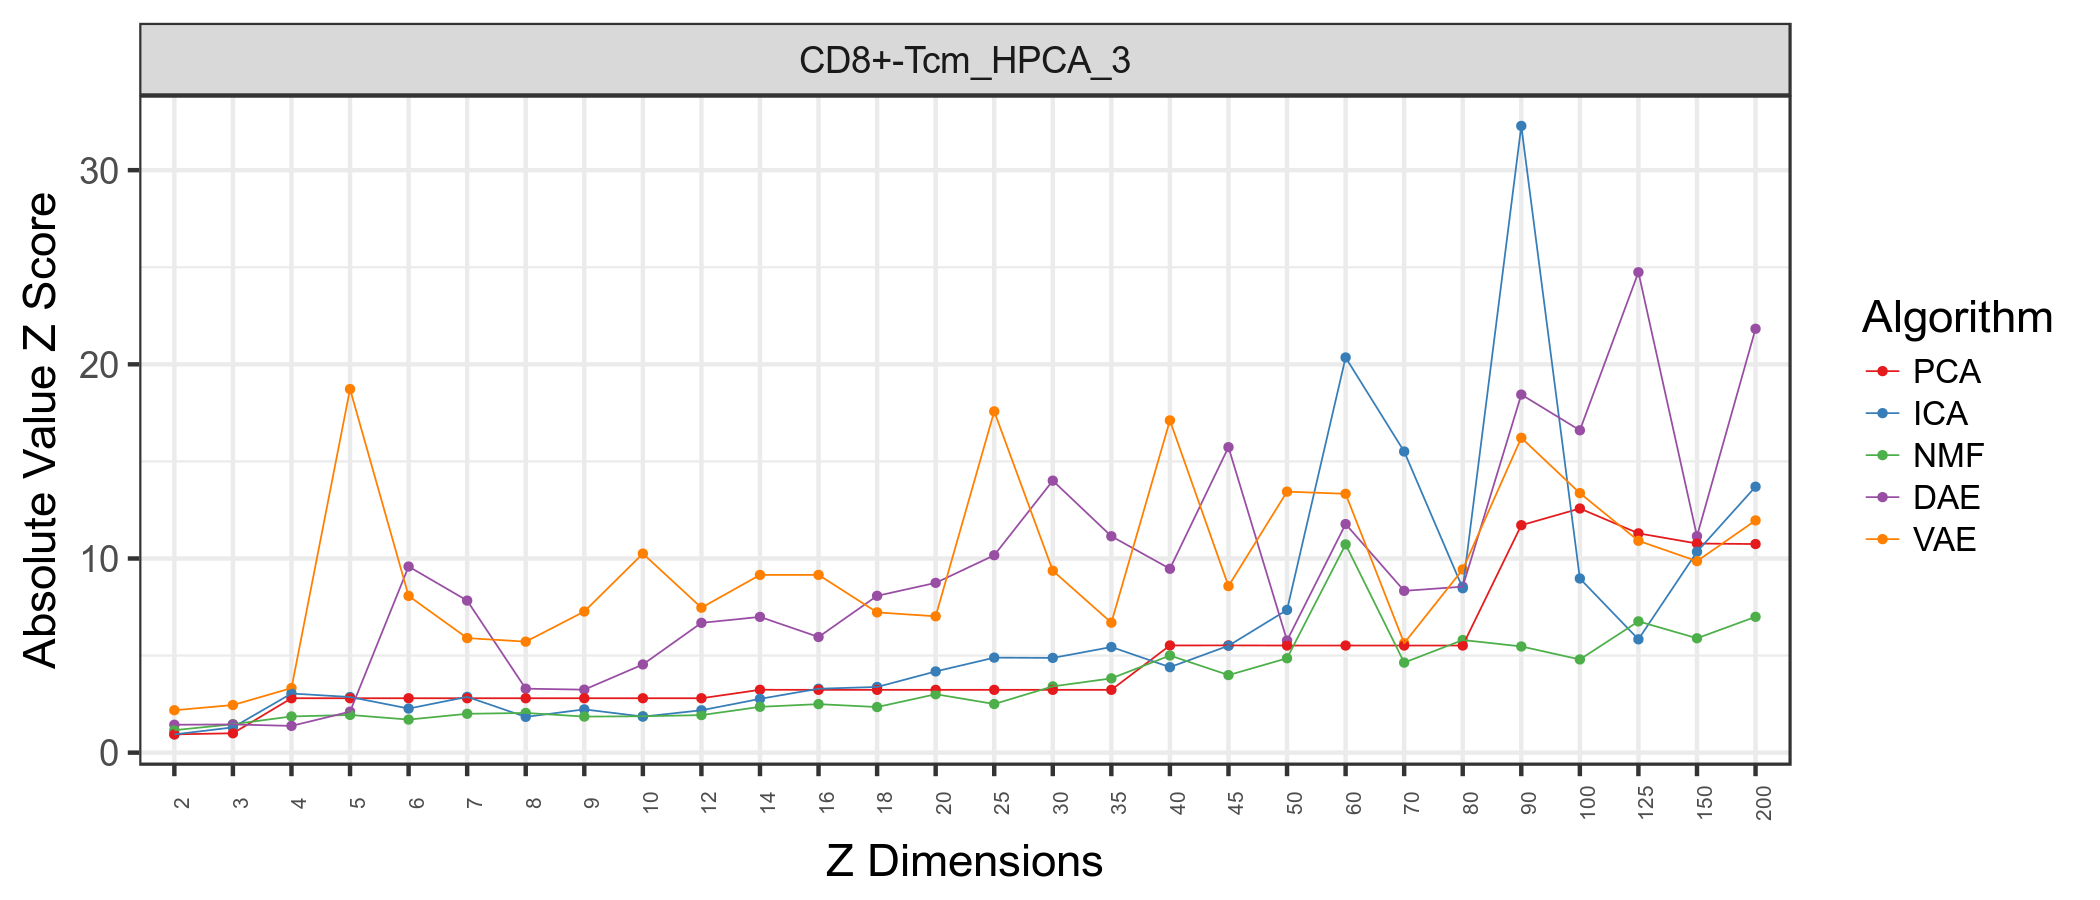 CD8+-Tcm_HPCA_3
Absolute Value Z Score
30
20
10
0
2 3 4 5 6 7 8 9 10 12 14 16 18 20 25 30 35 40 45 50 60 70 80 90 100 125 150 200
Z Dimensions
Algorithm
PCA
ICA
NMF
DAE
VAE